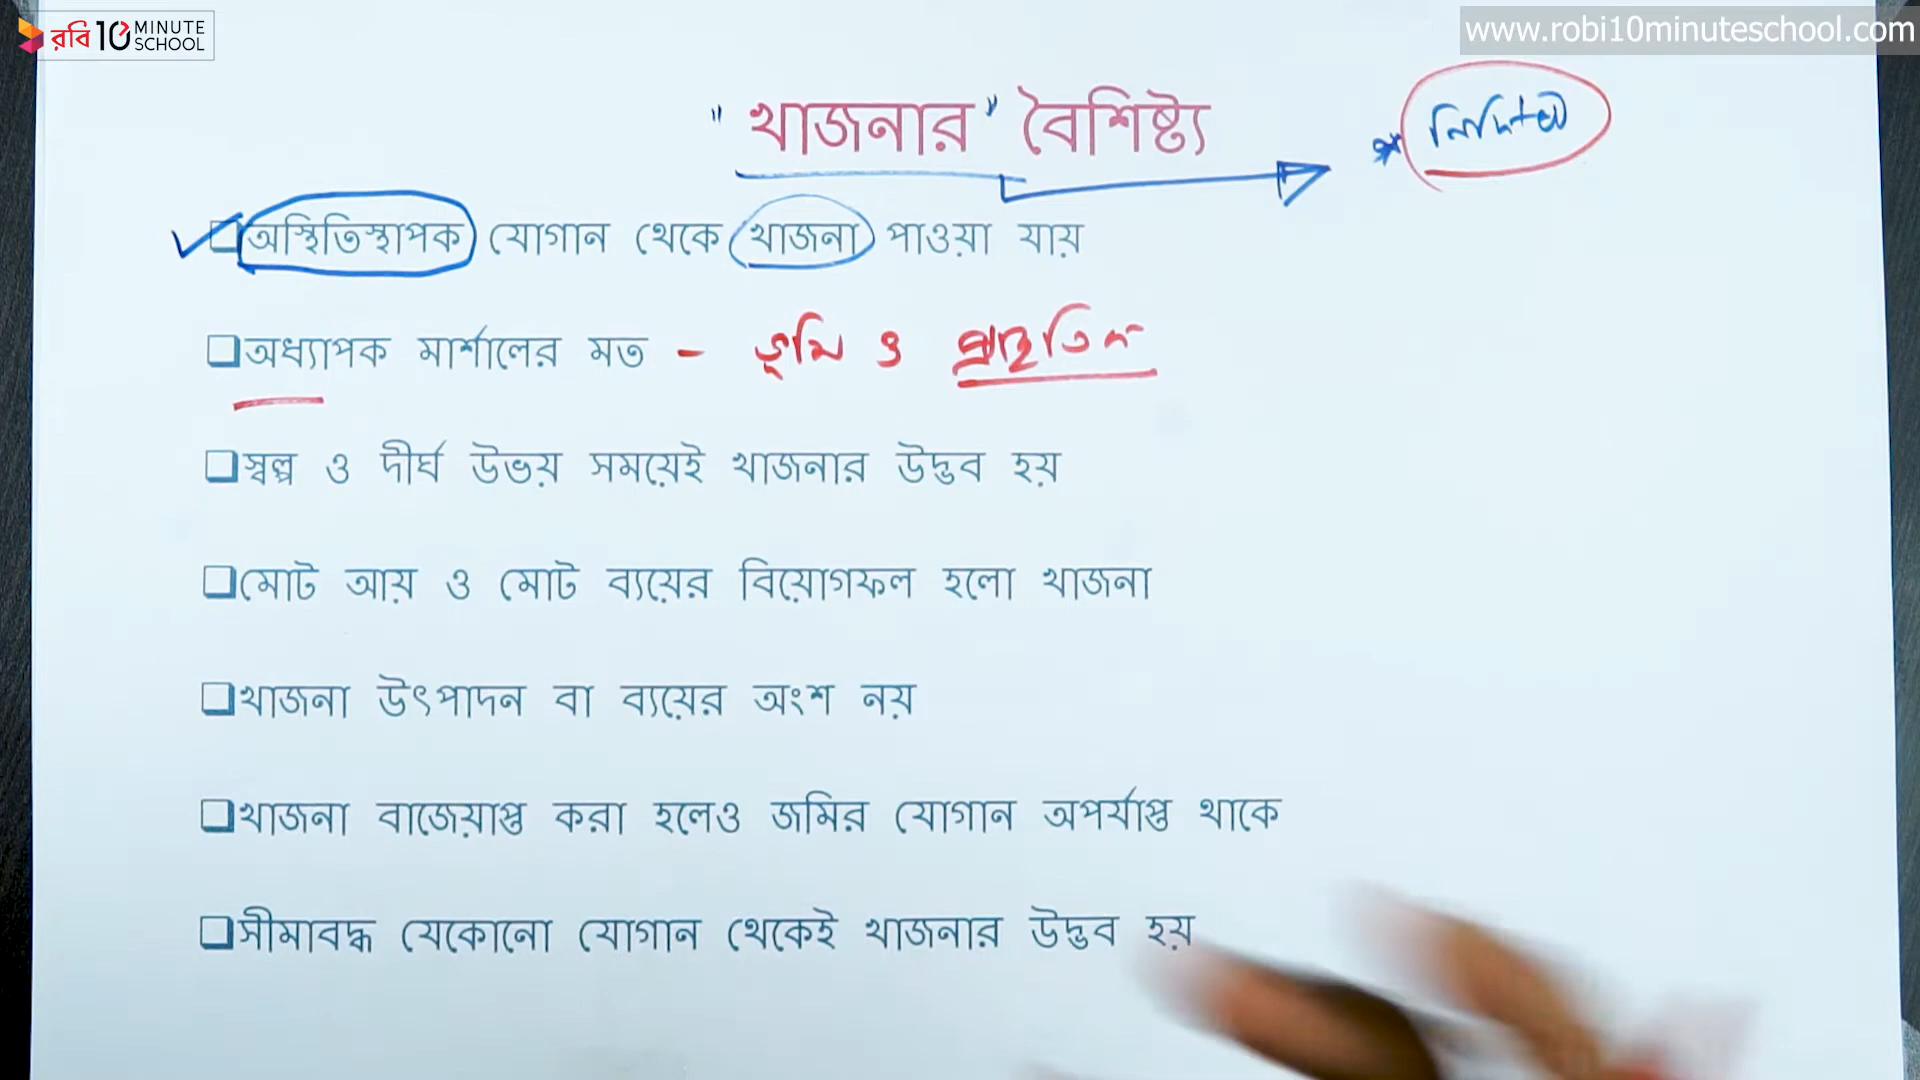 রবি 10 MINUTE SCHOOL
www.robi10minuteschool.com
"খাজনার" বৈশিষ্ট্য
অস্থিতিস্থাপক যোগান থেকে খাজনা পাওয়া যায়
অধ্যাপক মার্শালের মত - ভূমি ও
স্বল্প ও দীর্ঘ উভয় সময়েই খাজনার উদ্ভব হয়
মোট আয় ও মোট ব্যয়ের বিয়োগফল হলো খাজনা
খাজনা উৎপাদন বা ব্যয়ের অংশ নয়
খাজনা বাজেয়াপ্ত করা হলেও জমির যোগান অপর্যাপ্ত থাকে
সীমাবদ্ধ যেকোনো যোগান থেকেই খাজনার উদ্ভব হয়